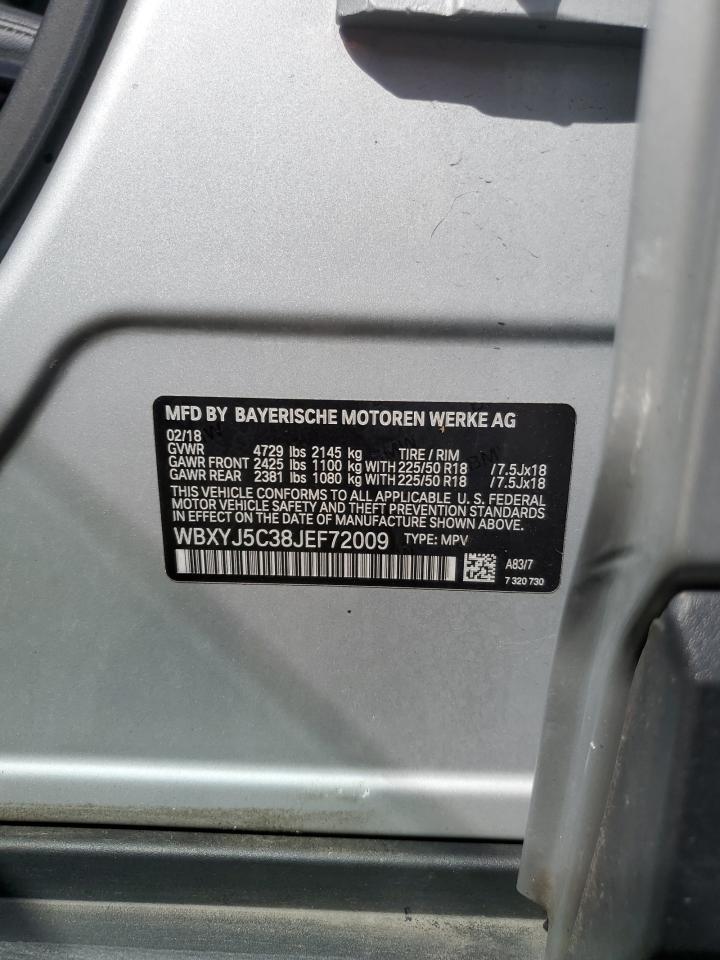 MFD BY BAYERISCHE MOTOREN WERKE AG
02/18
GVWR 4729 lbs 2145 kg TIRE / RIM
GAWR FRONT 2425 lbs 1100 kg WITH 225/50 R18 /7.5Jx18
GAWR REAR 2381 lbs 1080 kg WITH 225/50 R18 /7.5Jx18
THIS VEHICLE CONFORMS TO ALL APPLICABLE U. S. FEDERAL
MOTOR VEHICLE SAFETY AND THEFT PREVENTION STANDARDS
IN EFFECT ON THE DATE OF MANUFACTURE SHOWN ABOVE.
WBXYJ5C38JEF72009 TYPE: MPV
A83/7
7 320 730